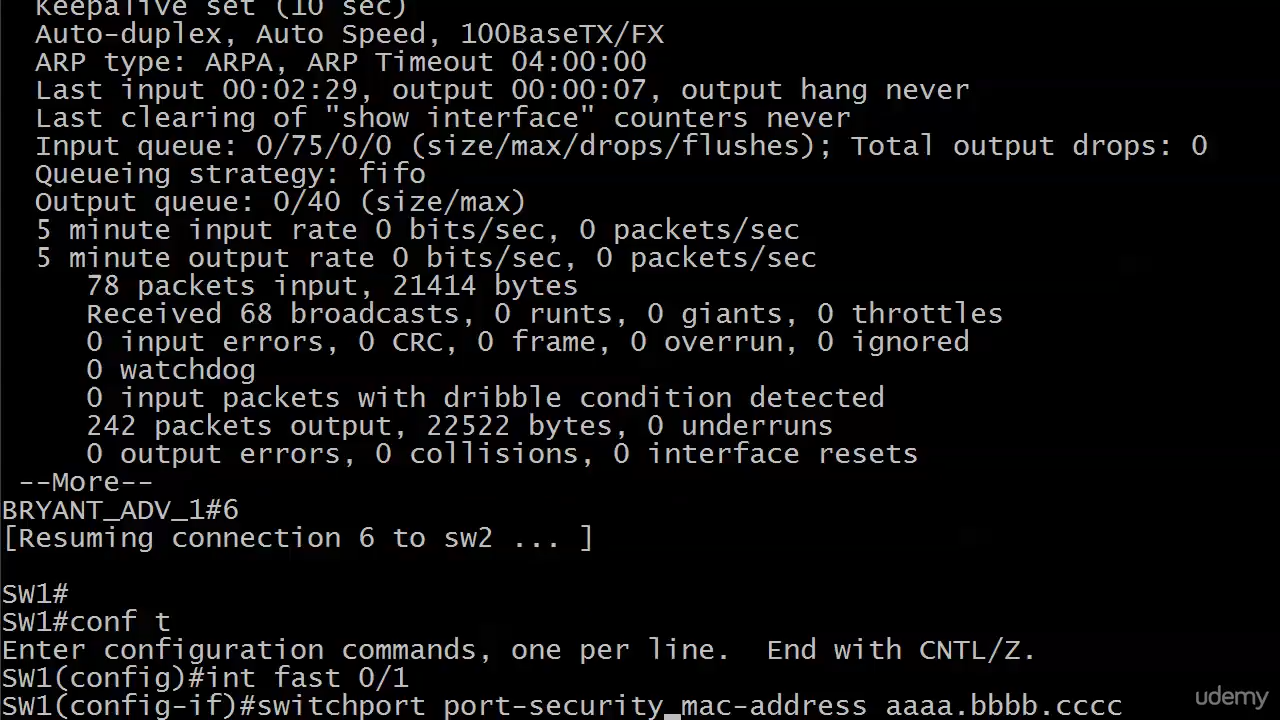 Keepalive set (10 sec)
Auto-duplex, Auto Speed, 100BaseTX/FX
ARP type: ARPA, ARP Timeout 04:00:00
Last input 00:02:29, output 00:00:07, output hang never
Last clearing of "show interface" counters never
Input queue: 0/75/0/0 (size/max/drops/flushes); Total output drops: 0
Queueing strategy: fifo
Output queue: 0/40 (size/max)
5 minute input rate 0 bits/sec, 0 packets/sec
5 minute output rate 0 bits/sec, 0 packets/sec
78 packets input, 21414 bytes
Received 68 broadcasts, 0 runts, 0 giants, 0 throttles
0 input errors, 0 CRC, 0 frame, 0 overrun, 0 ignored
0 watchdog
0 input packets with dribble condition detected
242 packets output, 22522 bytes, 0 underruns
0 output errors, 0 collisions, 0 interface resets
--More--
BRYANT_ADV_1#6
[Resuming connection 6 to sw2 ... ]
SW1#
SW1#conf t
Enter configuration commands, one per line.  End with CNTL/Z.
SW1(config)#int fast 0/1
SW1(config-if)#switchport port-security mac-address aaaa.bbbb.cccc
udemy